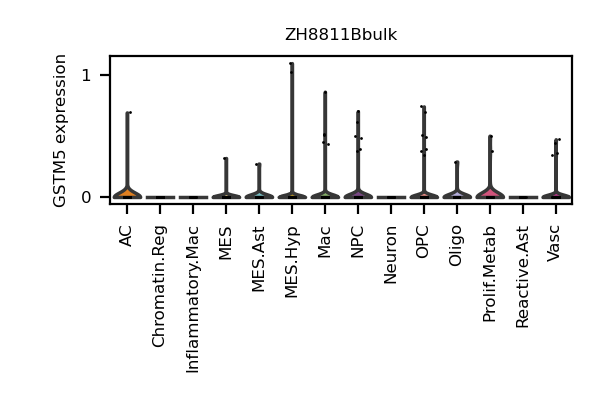 ZH8811Bbulk
GSTM5 expression
1
0
AC
Chromatin.Reg
Inflammatory.Mac
MES
MES.Ast
MES.Hyp
Mac
NPC
Neuron
OPC
Oligo
Prolif.Metab
Reactive.Ast
Vasc